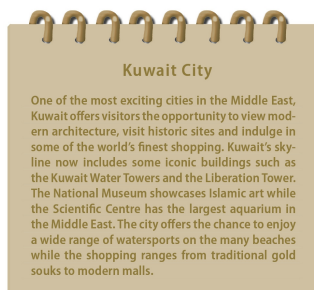 Kuwait City
One of the most exciting cities in the Middle East,
Kuwait offers visitors the opportunity to view mod-
ern architecture, visit historic sites and indulge in
some of the world's finest shopping. Kuwait's sky-
line now includes some iconic buildings such as
the Kuwait Water Towers and the Liberation Tower.
The National Museum showcases Islamic art while
the Scientific Centre has the largest aquarium in
the Middle East. The city offers the chance to enjoy
a wide range of watersports on the many beaches
while the shopping ranges from traditional gold
souks to modern malls.